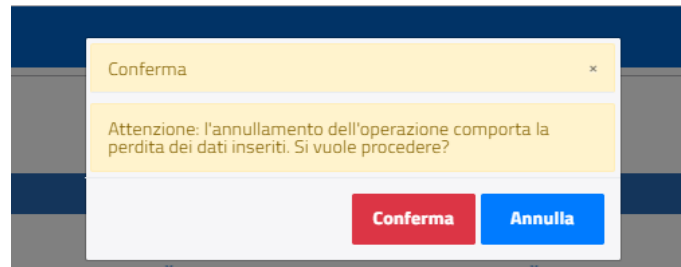 Conferma ×
Attenzione: l'annullamento dell'operazione comporta la
perdita dei dati inseriti. Si vuole procedere?
Conferma Annulla